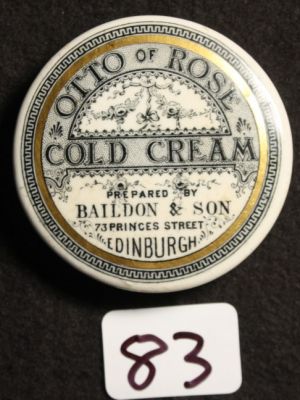 OTTO OF ROSE
COLD CREAM
PREPARED BY
BAILDON & SON
73 PRINCES STREET
EDINBURGH
83